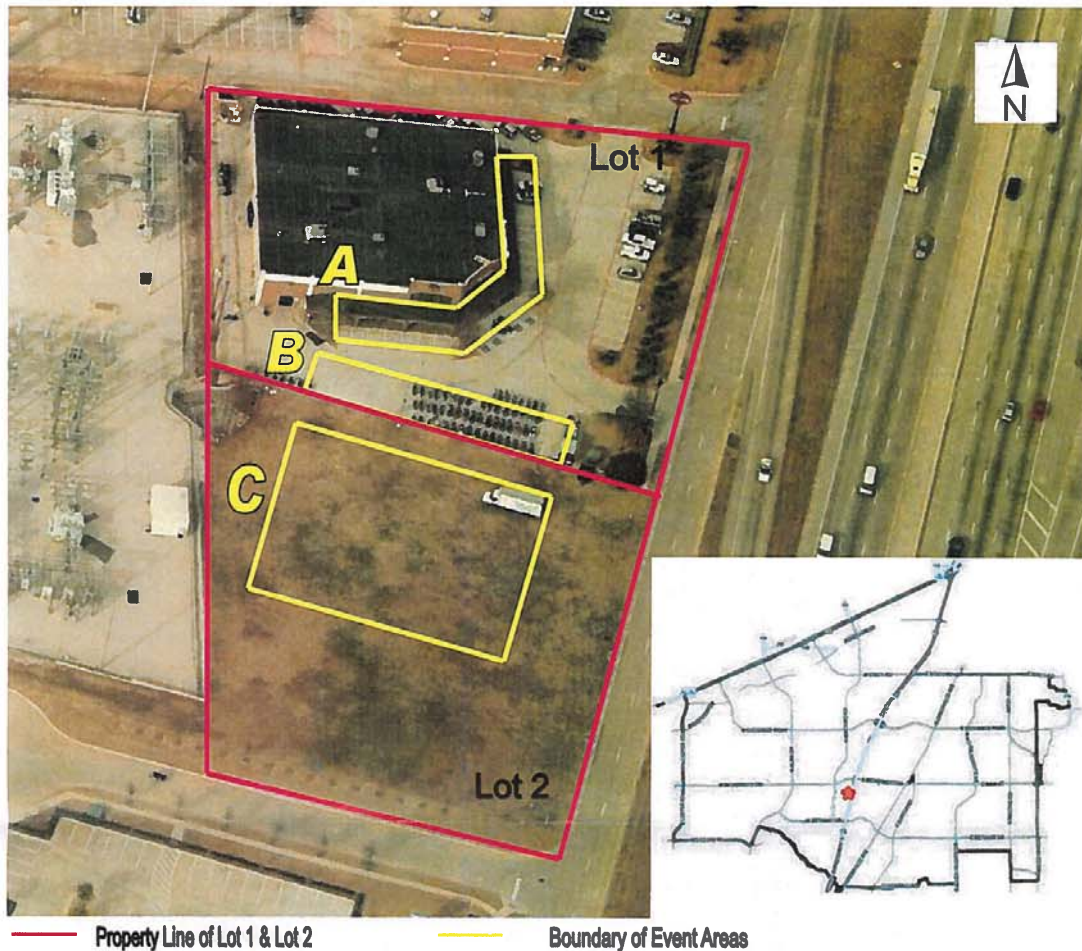 N
Lot 1
A
B
C
Lot 2
Property Line of Lot 1 & Lot 2
Boundary of Event Areas